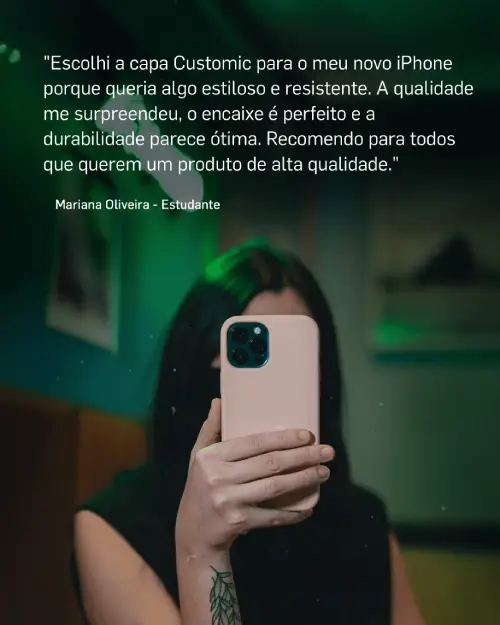 "Escolhi a capa Customic para o meu novo iPhone
porque queria algo estiloso e resistente. A qualidade
me surpreendeu, o encaixe é perfeito e a
durabilidade parece ótima. Recomendo para todos
que querem um produto de alta qualidade."
Mariana Oliveira - Estudante